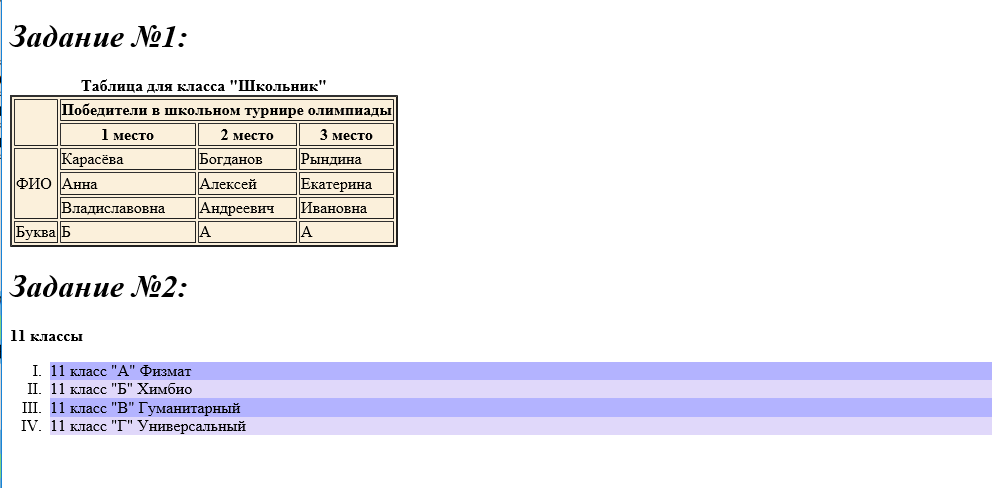 Задание №1:
Таблица для класса "Школьник"
Победители в школьном турнире олимпиады
1 место 2 место 3 место
ФИО Карасёва Богданов Рындина
Анна Алексей Екатерина
Владиславовна Андреевич Ивановна
Буква Б А А
Задание №2:
11 классы
I. 11 класс "А" Физмат
II. 11 класс "Б" Химбио
III. 11 класс "В" Гуманитарный
IV. 11 класс "Г" Универсальный